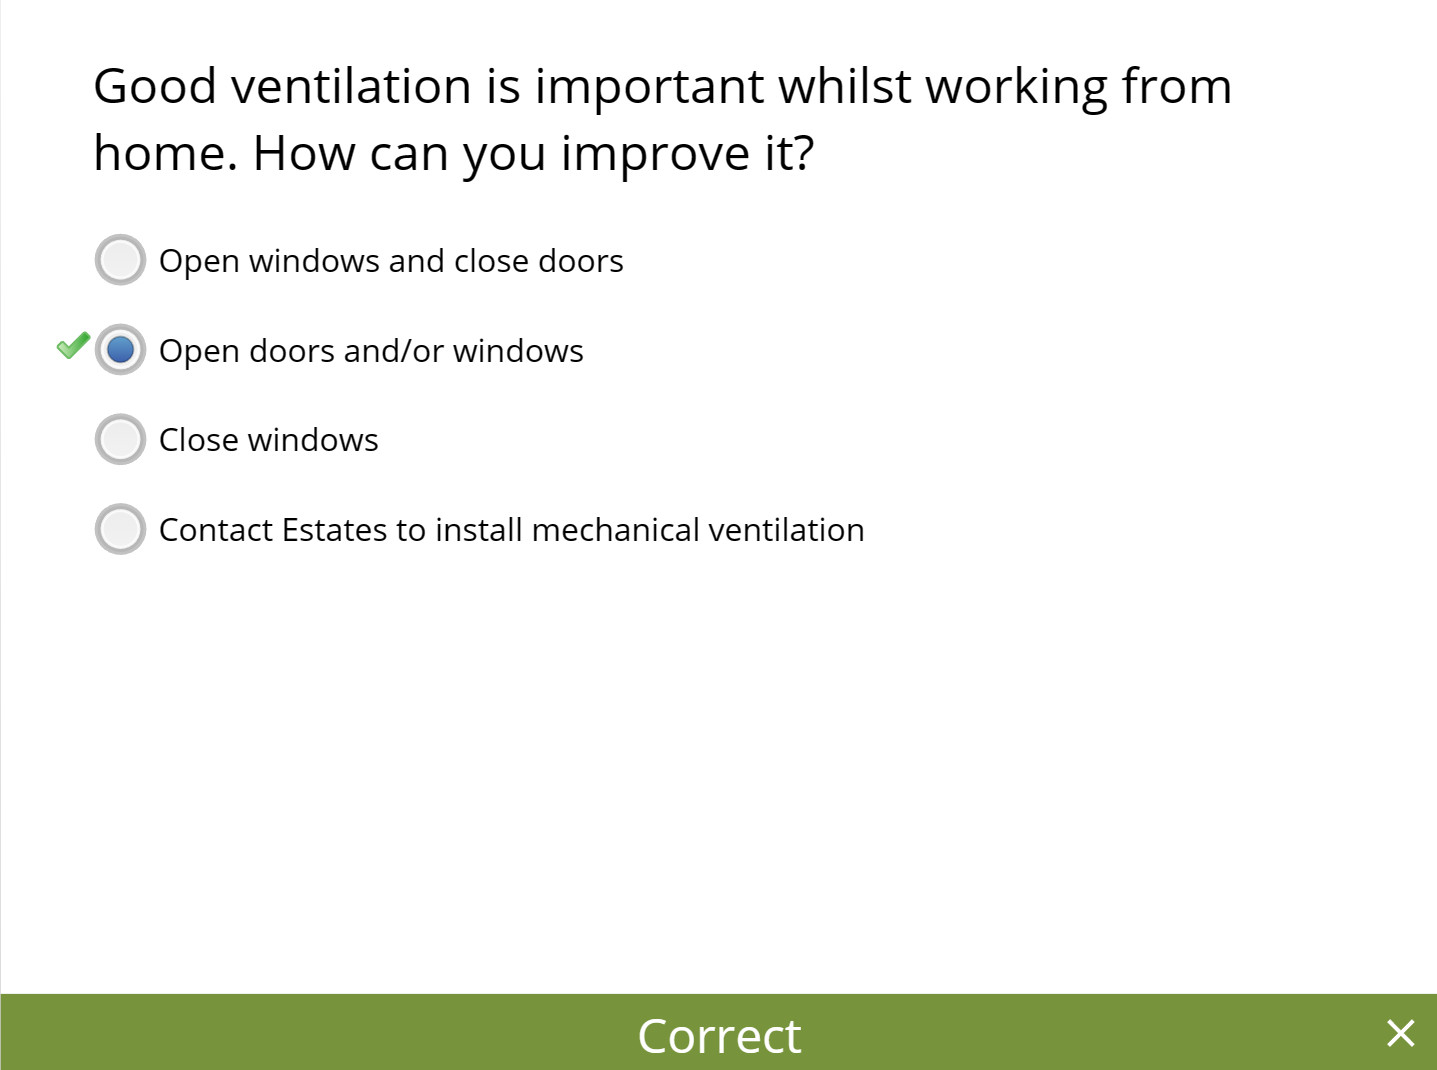 Good ventilation is important whilst working from
home. How can you improve it?
Open windows and close doors
Open doors and/or windows
Close windows
Contact Estates to install mechanical ventilation
Correct